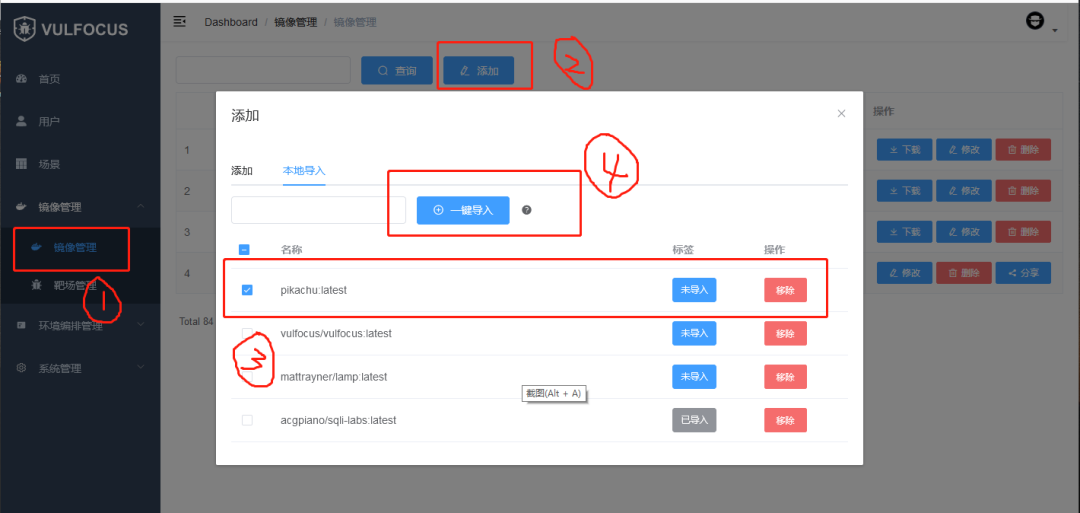 VULFOCUS
Dashboard / 镜像管理 / 镜像管理
首页
用户
场景
镜像管理
镜像管理
靶场管理
环境编排管理
系统管理
查询
添加
操作
1 下载 修改 删除
2 下载 修改 删除
3 下载 修改 删除
4 修改 删除 分享
Total 84
添加
添加 本地导入
一键导入
名称 标签 操作
pikachu:latest 未导入 移除
vulfocus/vulfocus:latest 未导入 移除
mattrayner/lamp:latest 未导入 移除
acgpiano/sqli-labs:latest 已导入 移除
截图(Alt + A)
1
2
3
4